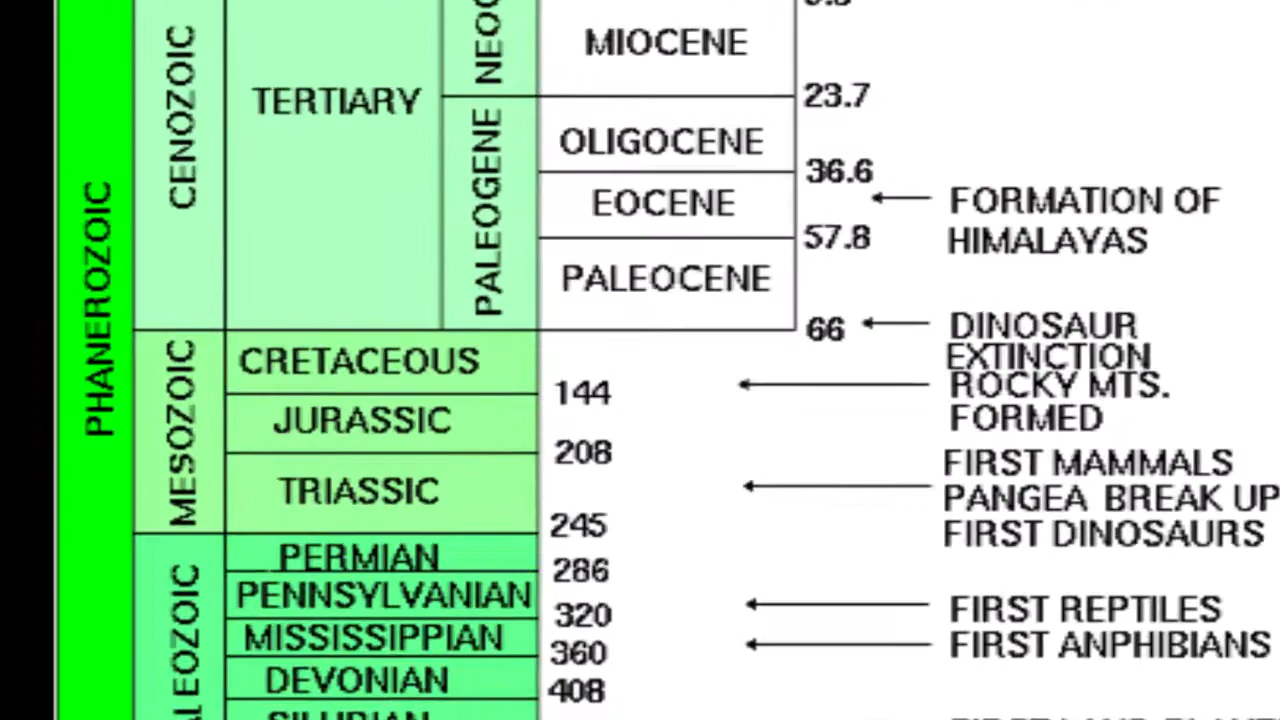 PHANEROZOIC
CENOZOIC
TERTIARY
PALEOGENE
MIOCENE
23.7
OLIGOCENE
36.6
EOCENE
57.8
PALEOCENE
66
FORMATION OF
HIMALAYAS
DINOSAUR
EXTINCTION
MESOZOIC
CRETACEOUS
144
ROCKY MTS.
FORMED
JURASSIC
208
TRIASSIC
245
FIRST MAMMALS
PANGEA BREAK UP
FIRST DINOSAURS
PERMIAN
286
PENNSYLVANIAN
320
FIRST REPTILES
MISSISSIPPIAN
360
FIRST ANPHIBIANS
DEVONIAN
408